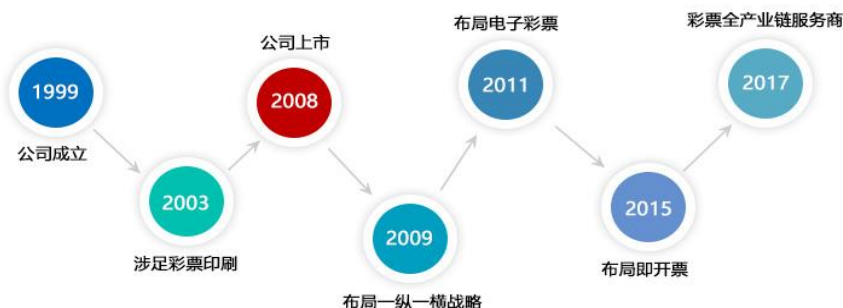 1999
公司成立
2003
涉足彩票印刷
公司上市
2008
2009
布局一纵一横战略
布局电子彩票
2011
2015
布局即开票
彩票全产业链服务商
2017